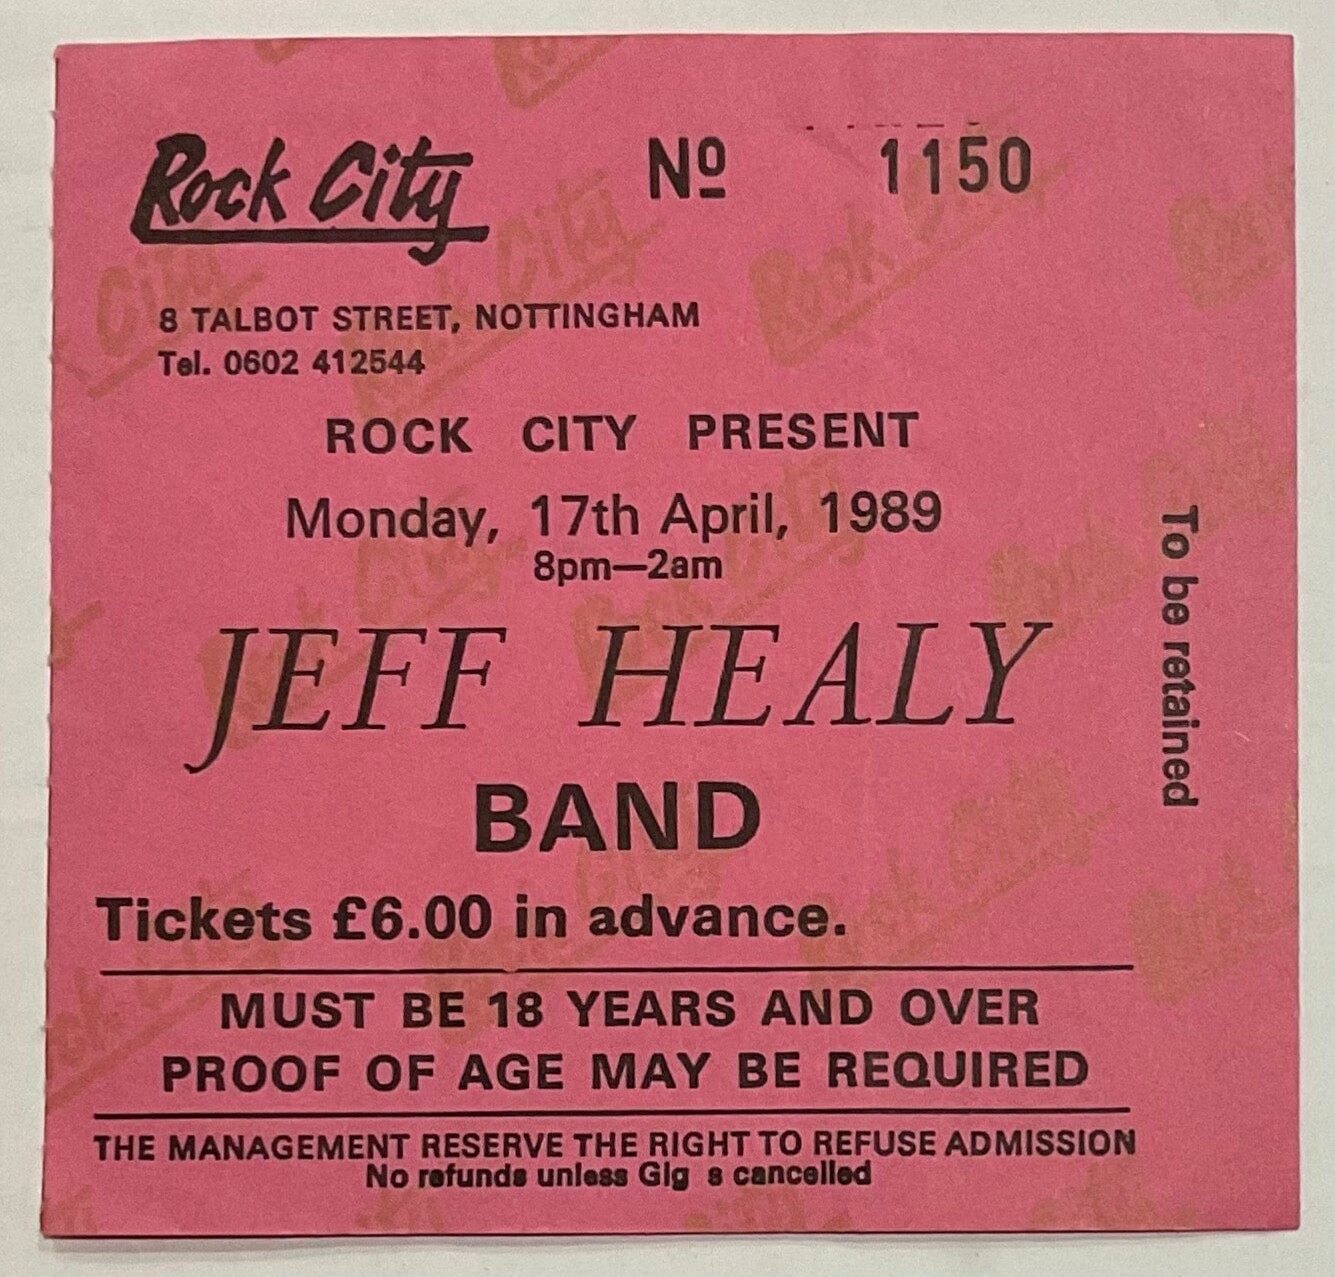 Rock City
Nº 1150
8 TALBOT STREET, NOTTINGHAM
Tel. 0602 412544
ROCK CITY PRESENT
Monday, 17th April, 1989
8pm—2am
JEFF HEALY
BAND
Tickets £6.00 in advance.
MUST BE 18 YEARS AND OVER
PROOF OF AGE MAY BE REQUIRED
THE MANAGEMENT RESERVE THE RIGHT TO REFUSE ADMISSION
No refunds unless Gig s cancelled
To be retained